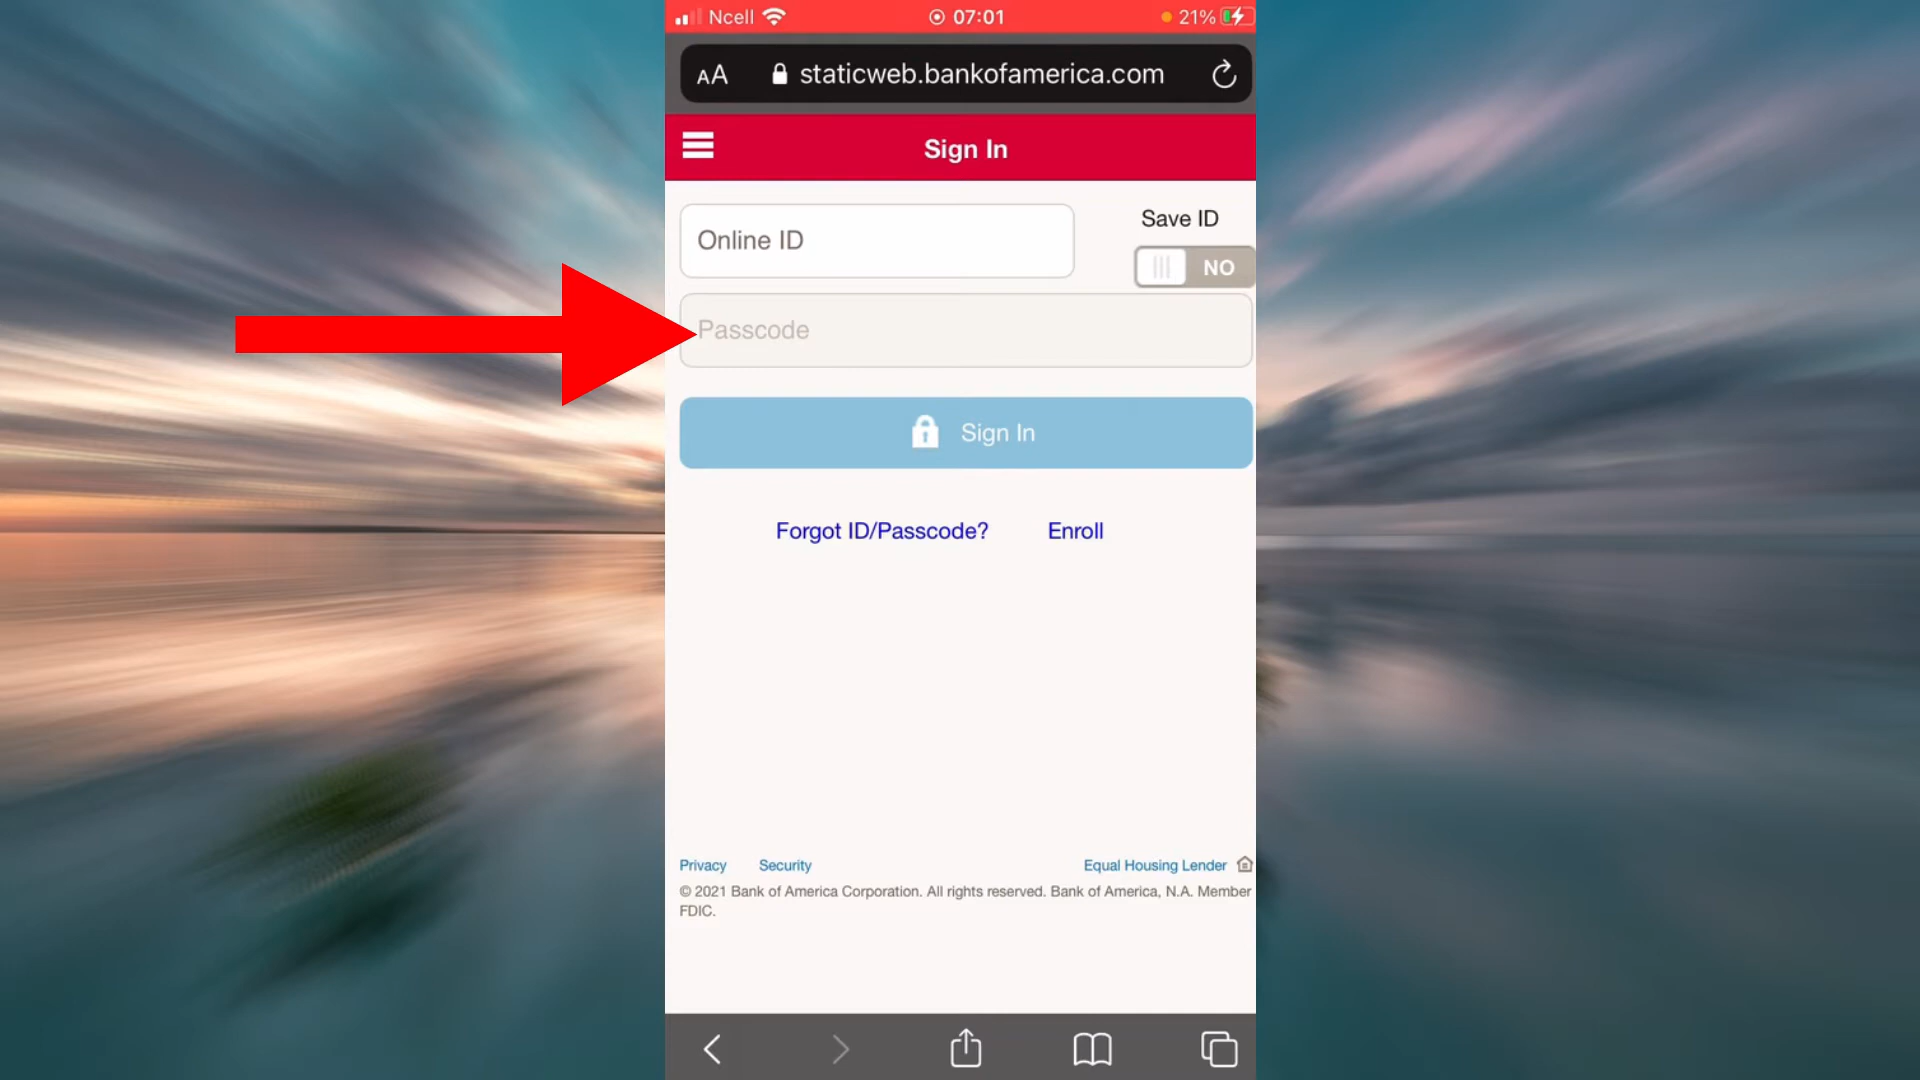 Ncell 07:01 21%
AA staticweb.bankofamerica.com
Sign In
Online ID
Save ID
NO
Passcode
Sign In
Forgot ID/Passcode? Enroll
Privacy Security Equal Housing Lender
© 2021 Bank of America Corporation. All rights reserved. Bank of America, N.A. Member
FDIC.